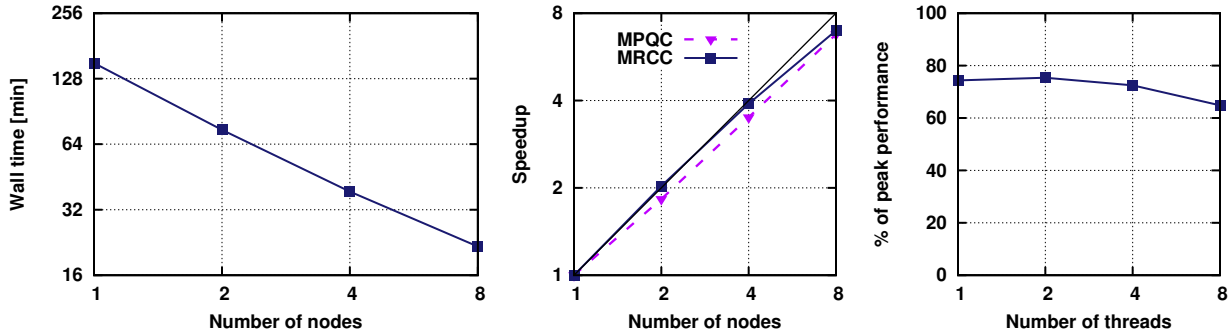 256
128
64
32
16
Wall time [min]
1 2 4 8
Number of nodes
8
4
2
1
Speedup
MPQC
MRCC
1 2 4 8
Number of nodes
100
80
60
40
20
0
% of peak performance
1 2 4 8
Number of threads